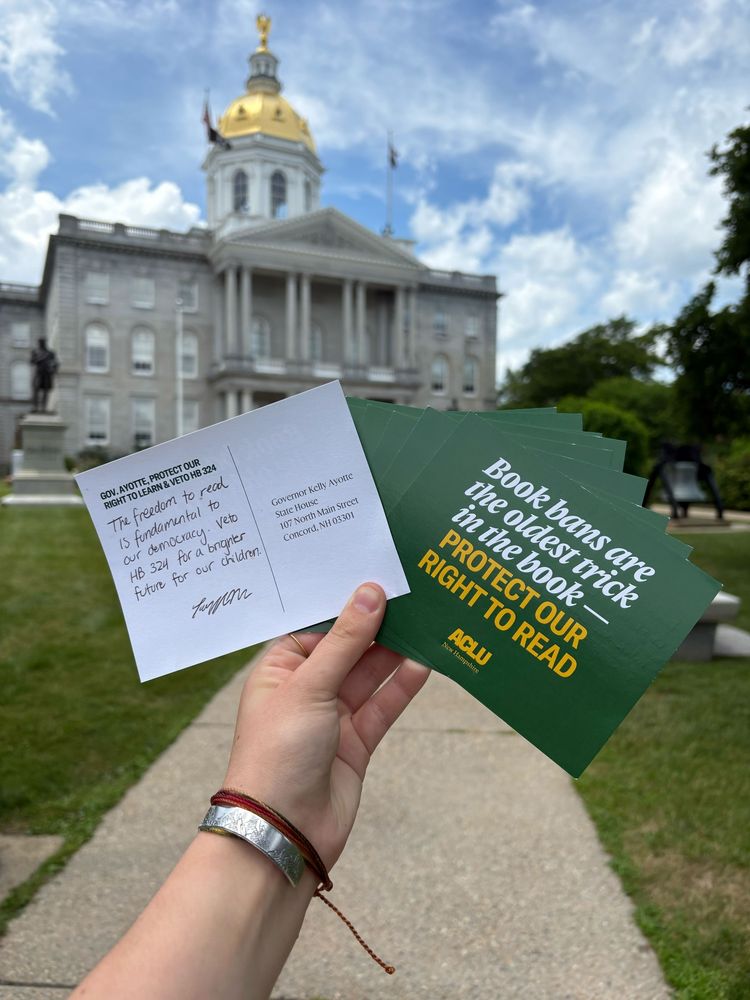 GOV. AYOTTE, PROTECT OUR
RIGHT TO LEARN & VETO HB 324
The freedom to read
is fundamental to
our democracy. Veto
HB 324 for a brighter
future for our children.
Governor Kelly Ayotte
State House
107 North Main Street
Concord, NH 03301
Book bans are
the oldest trick
in the book —
PROTECT OUR
RIGHT TO READ
ACLU
New Hampshire